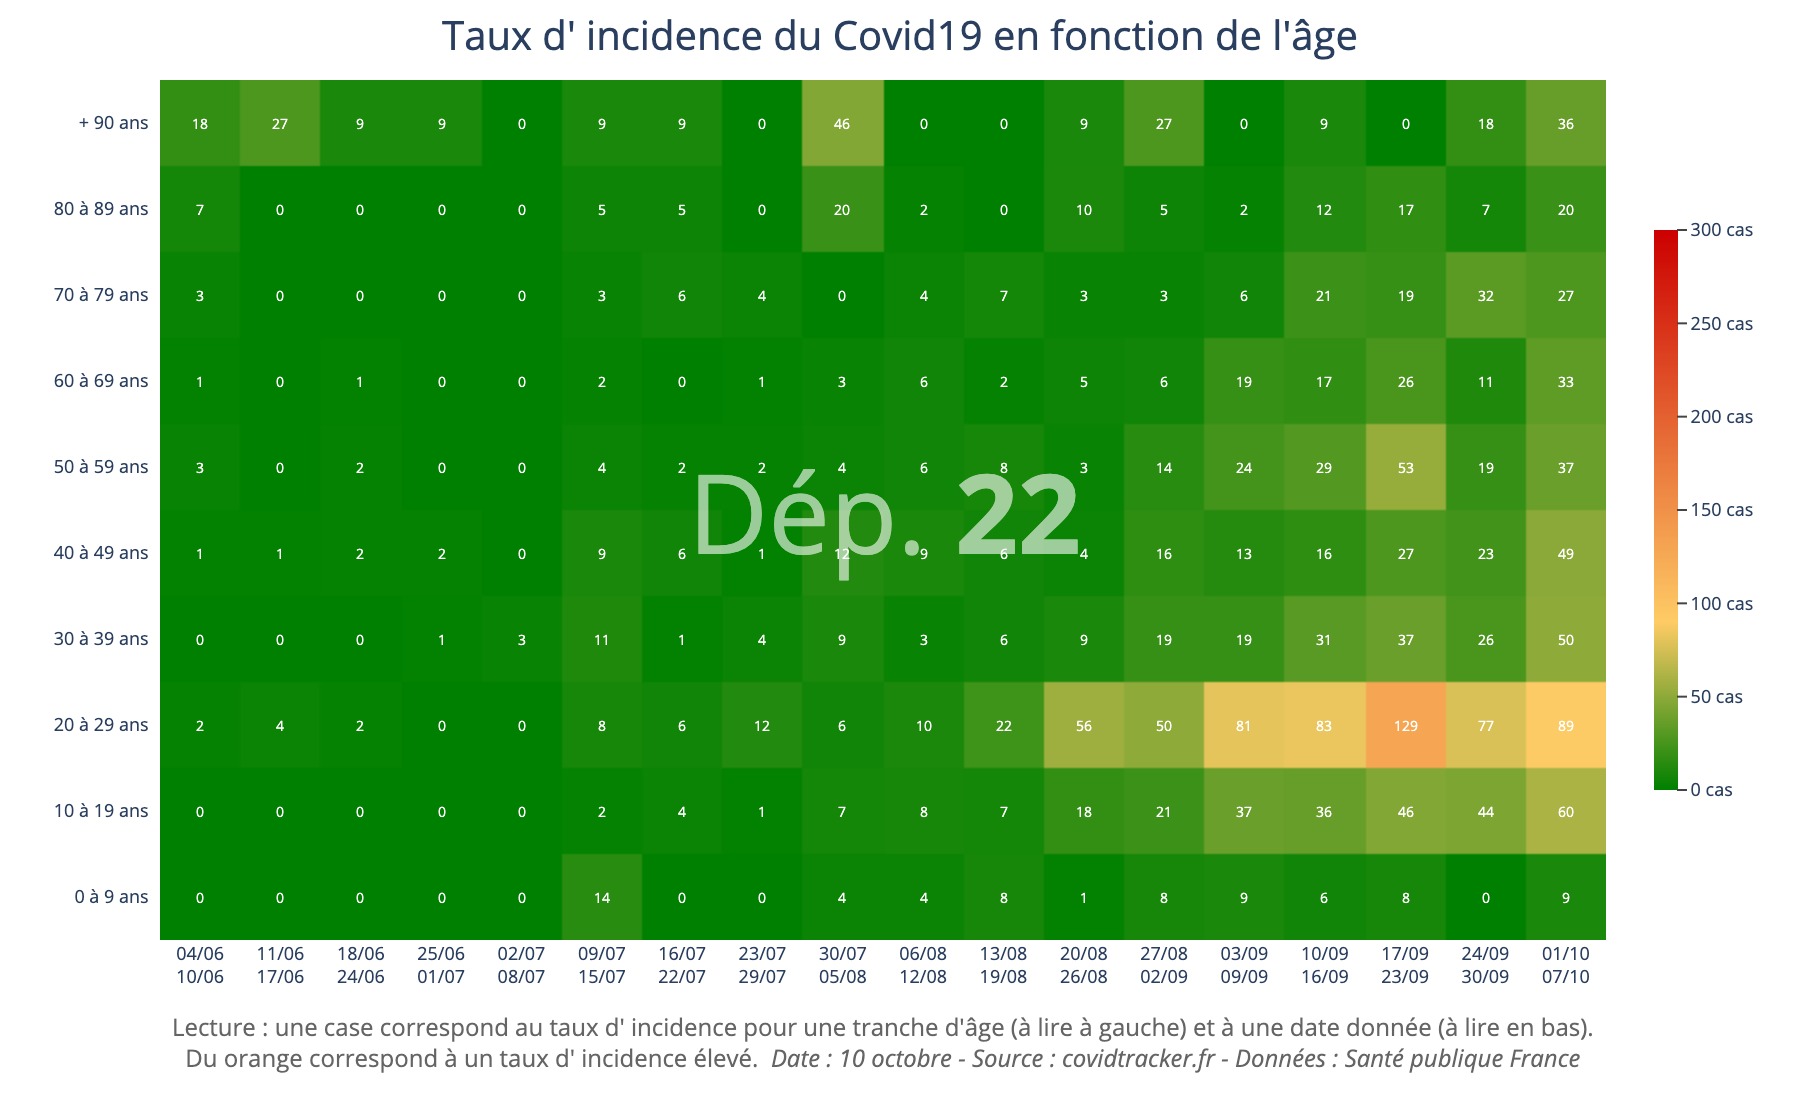 Taux d' incidence du Covid19 en fonction de l'âge
+ 90 ans 18 27 9 9 0 9 9 0 46 0 0 9 27 0 9 0 18 36
80 à 89 ans 7 0 0 0 0 5 5 0 20 2 0 10 5 2 12 17 7 20
300 cas
70 à 79 ans 3 0 0 0 0 3 6 4 0 4 7 3 3 6 21 19 32 27
250 cas
60 à 69 ans 1 0 1 0 0 2 0 1 3 6 2 5 6 19 17 26 11 33
200 cas
50 à 59 ans 3 0 2 0 0 4 2 2 4 6 8 3 14 24 29 53 19 37
150 cas
Dép. 22
40 à 49 ans 1 1 2 2 0 9 6 1 12 9 6 4 16 13 16 27 23 49
100 cas
30 à 39 ans 0 0 0 1 3 11 1 4 9 3 6 9 19 19 31 37 26 50
50 cas
20 à 29 ans 2 4 2 0 0 8 6 12 6 10 22 56 50 81 83 129 77 89
0 cas
10 à 19 ans 0 0 0 0 0 2 4 1 7 8 7 18 21 37 36 46 44 60
0 à 9 ans 0 0 0 0 0 14 0 0 4 4 8 1 8 9 6 8 0 9
04/06 11/06 18/06 25/06 02/07 09/07 16/07 23/07 30/07 06/08 13/08 20/08 27/08 03/09 10/09 17/09 24/09 01/10
10/06 17/06 24/06 01/07 08/07 15/07 22/07 29/07 05/08 12/08 19/08 26/08 02/09 09/09 16/09 23/09 30/09 07/10
Lecture : une case correspond au taux d' incidence pour une tranche d'âge (à lire à gauche) et à une date donnée (à lire en bas).
Du orange correspond à un taux d' incidence élevé. Date : 10 octobre - Source : covidtracker.fr - Données : Santé publique France